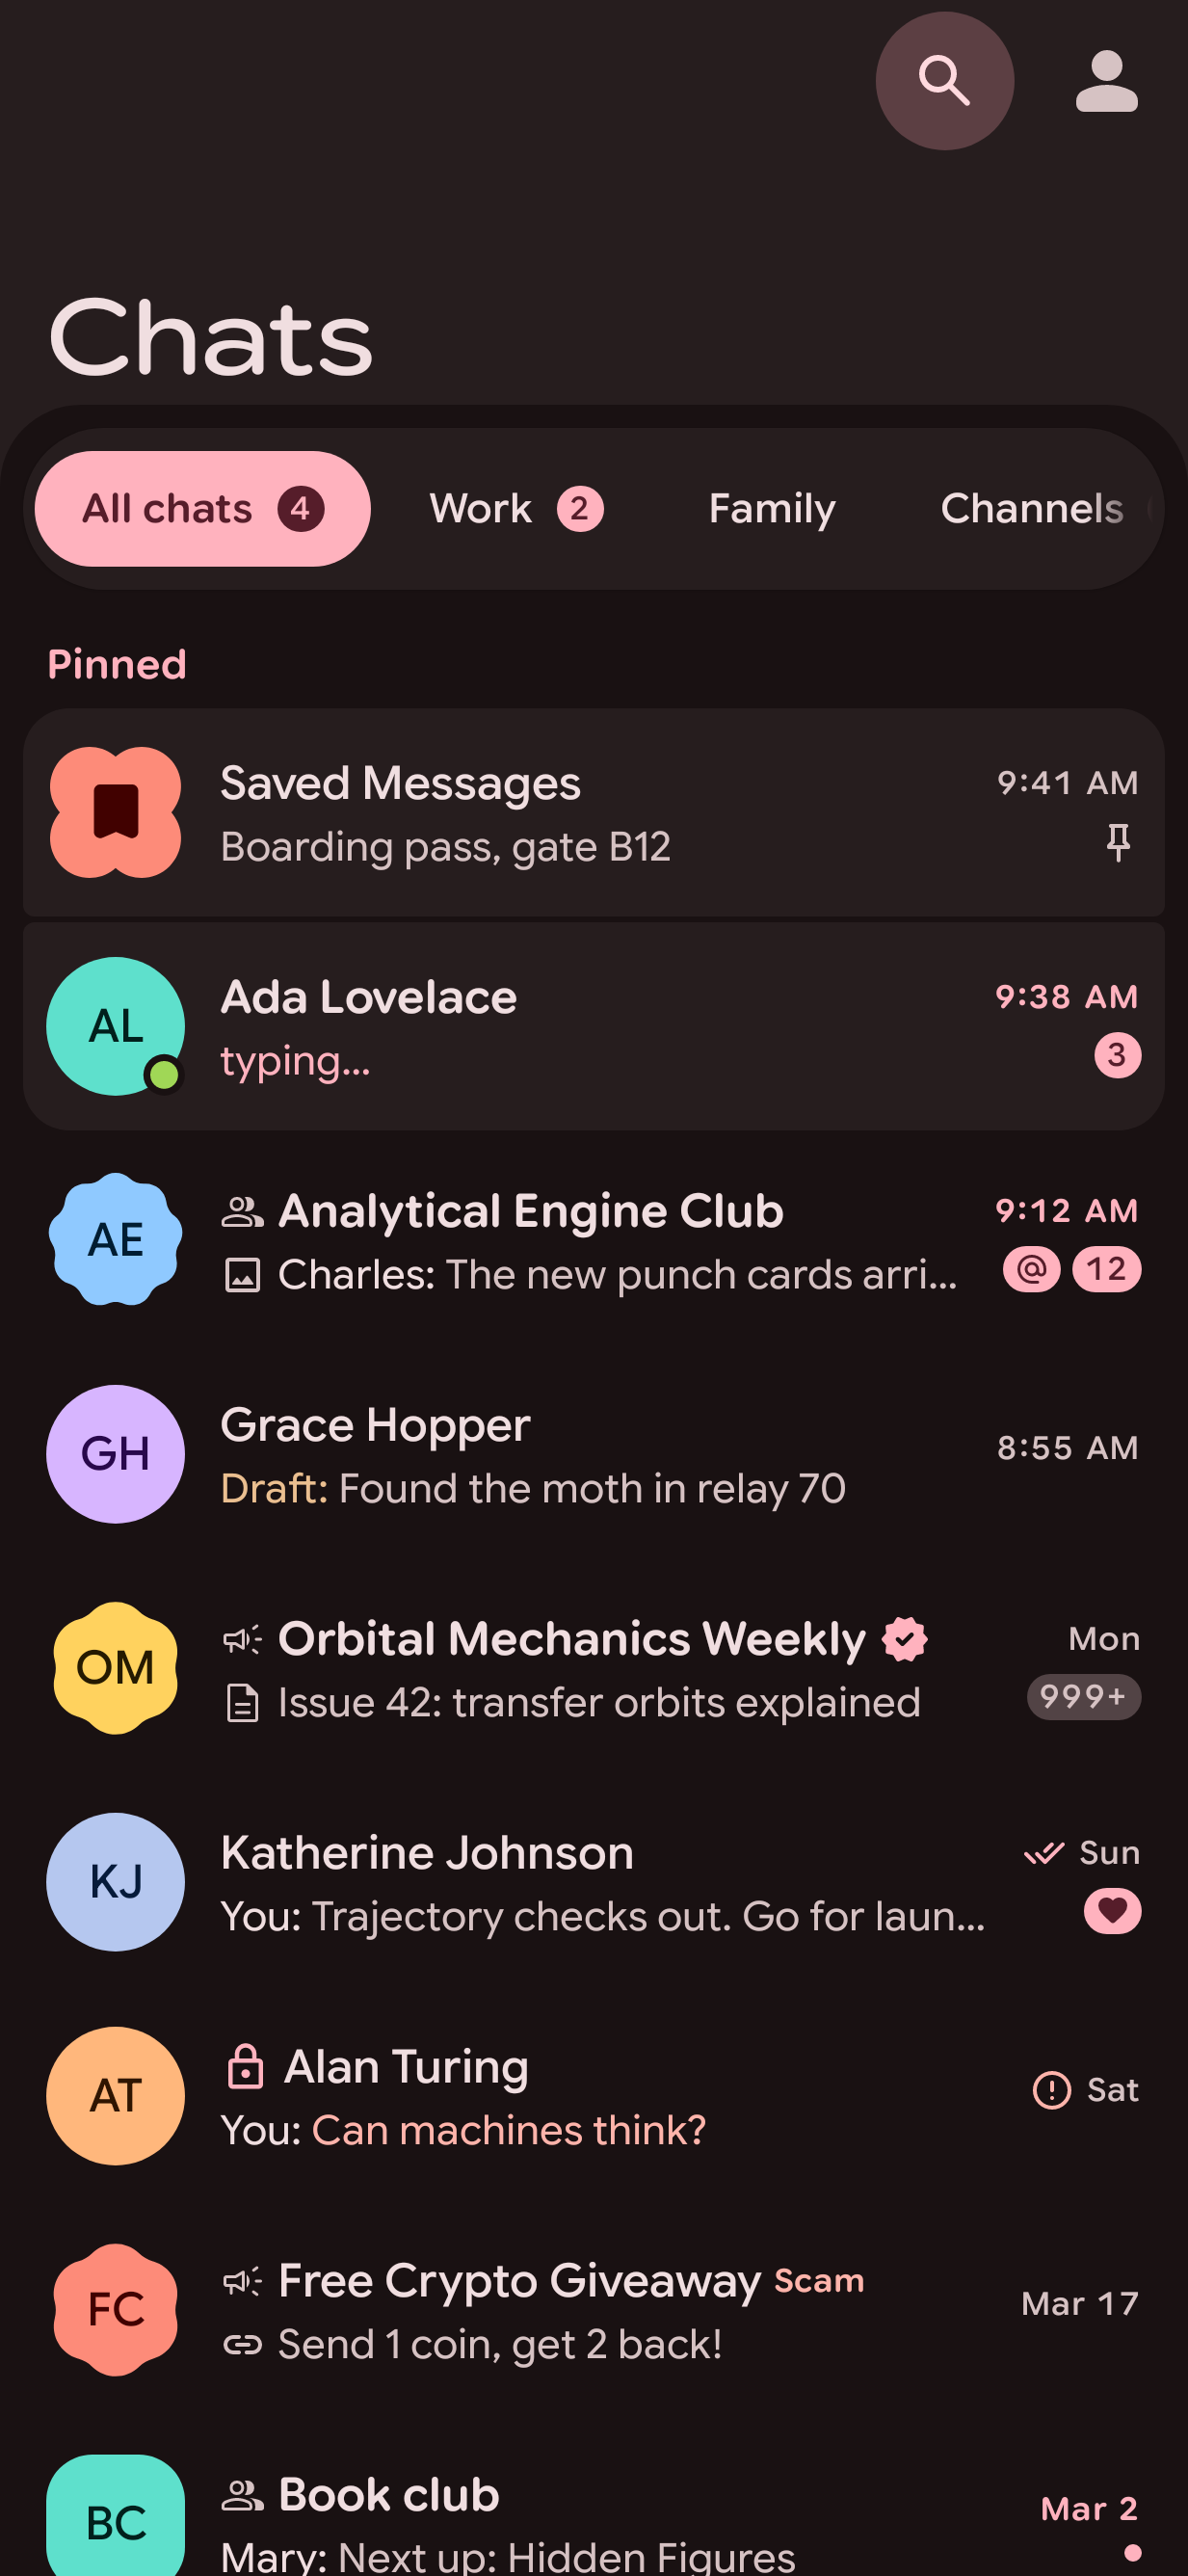 Chats
All chats 4 Work 2 Family Channels
Pinned
Saved Messages 9:41 AM
Boarding pass, gate B12
AL Ada Lovelace 9:38 AM
typing... 3
AE Analytical Engine Club 9:12 AM
Charles: The new punch cards arri... @ 12
GH Grace Hopper 8:55 AM
Draft: Found the moth in relay 70
OM Orbital Mechanics Weekly Mon
Issue 42: transfer orbits explained 999+
KJ Katherine Johnson Sun
You: Trajectory checks out. Go for laun...
AT Alan Turing Sat
You: Can machines think?
FC Free Crypto Giveaway Scam Mar 17
Send 1 coin, get 2 back!
BC Book club Mar 2
Mary: Next up: Hidden Figures